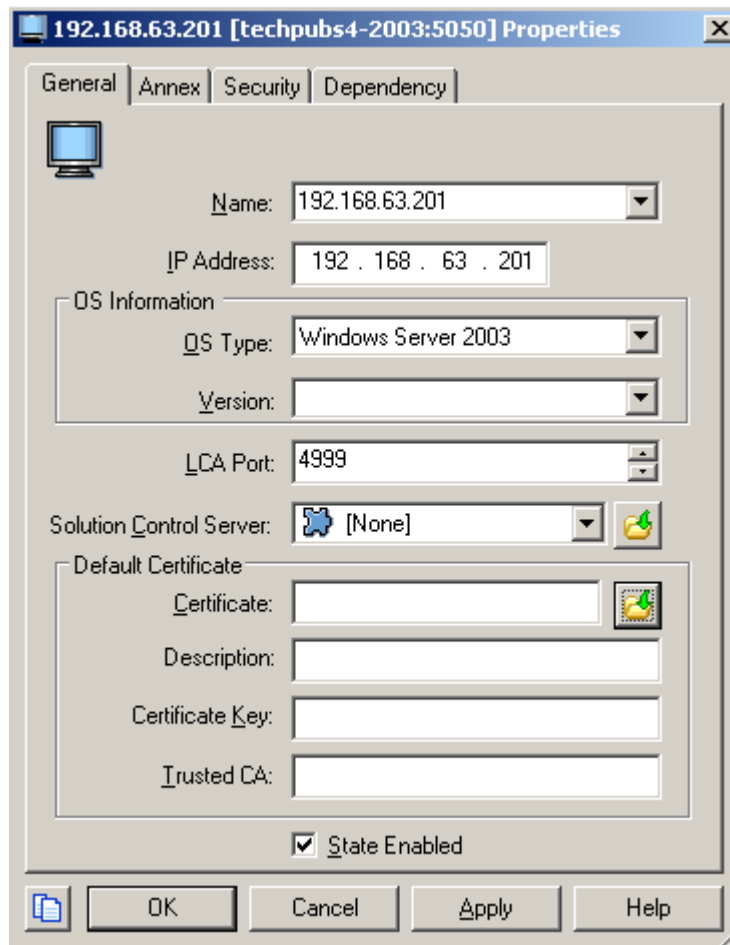 192.168.63.201 [techpubs4-2003:5050] Properties
General Annex Security Dependency
Name: 192.168.63.201
IP Address: 192 . 168 . 63 . 201
OS Information
OS Type: Windows Server 2003
Version:
LCA Port: 4999
Solution Control Server: [None]
Default Certificate
Certificate:
Description:
Certificate Key:
Trusted CA:
State Enabled
OK Cancel Apply Help